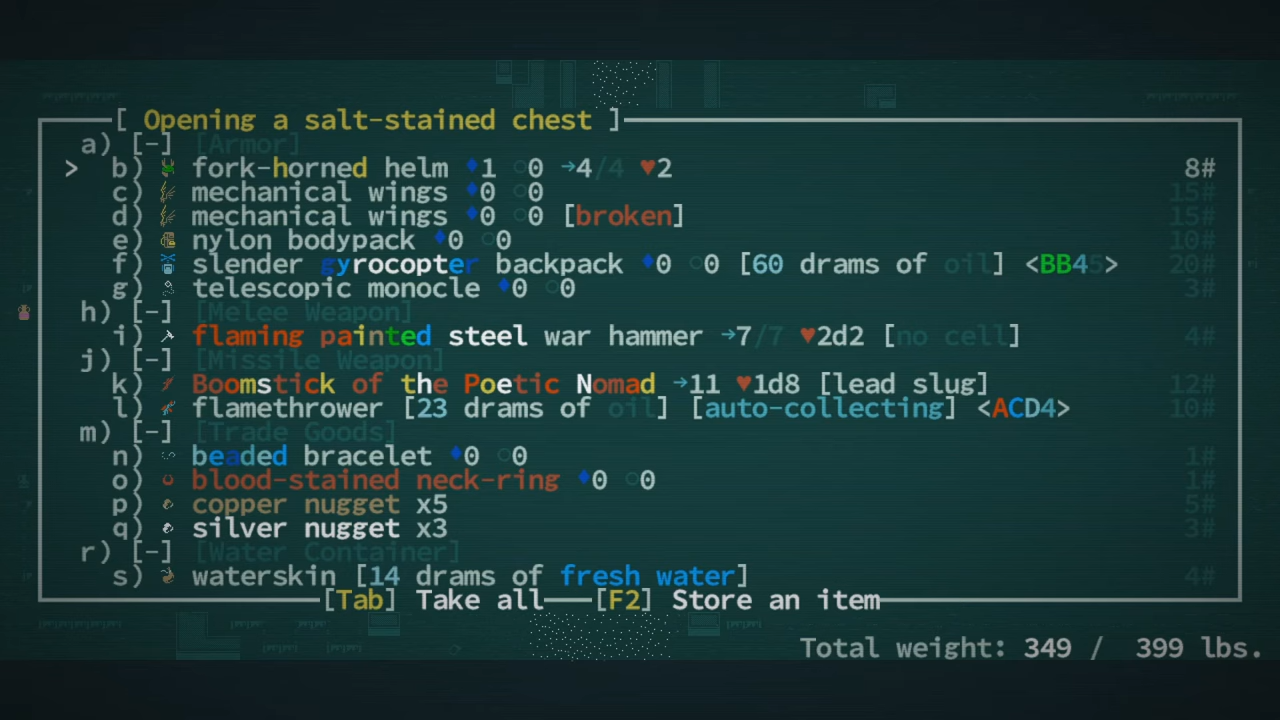 [ Opening a salt-stained chest ]
a) [-] [Armor]
> b) fork-horned helm ♦1 ○0 →4/4 ♥2 8#
c) mechanical wings ♦0 ○0 15#
d) mechanical wings ♦0 ○0 [broken] 15#
e) nylon bodypack ♦0 ○0 10#
f) slender gyrocopter backpack ♦0 ○0 [60 drams of oil] <BB45> 20#
g) telescopic monocle ♦0 ○0 3#
h) [-] [Melee Weapon]
i) flaming painted steel war hammer →7/7 ♥2d2 [no cell] 4#
j) [-] [Missile Weapon]
k) Boomstick of the Poetic Nomad →11 ♥1d8 [lead slug] 12#
l) flamethrower [23 drams of oil] [auto-collecting] <ACD4> 10#
m) [-] [Trade Goods]
n) beaded bracelet ♦0 ○0 1#
o) blood-stained neck-ring ♦0 ○0 1#
p) copper nugget x5 5#
q) silver nugget x3 3#
r) [-] [Water Container]
s) waterskin [14 drams of fresh water] 4#
[Tab] Take all [F2] Store an item
Total weight: 349 / 399 lbs.